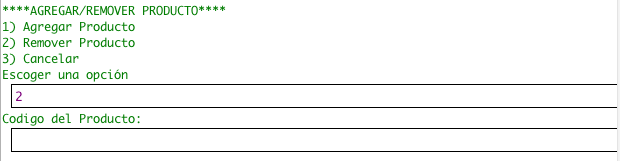 ****AGREGAR/REMOVER PRODUCTO****
1) Agregar Producto
2) Remover Producto
3) Cancelar
Escoger una opción
2
Codigo del Producto: